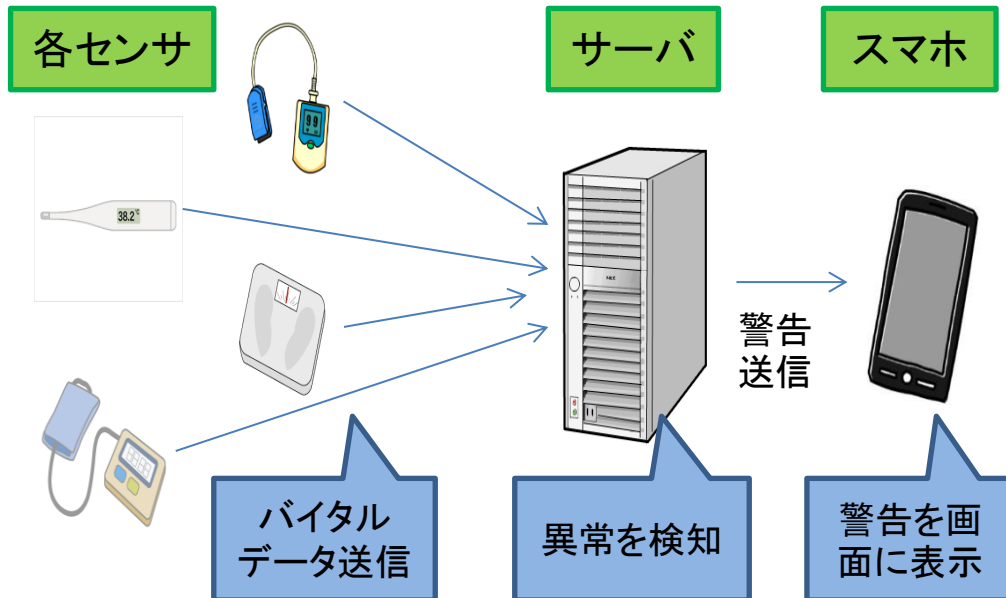 各センサ
サーバ
スマホ
99
38.2℃
NEC
警告
送信
バイタル
データ送信
異常を検知
警告を画
面に表示